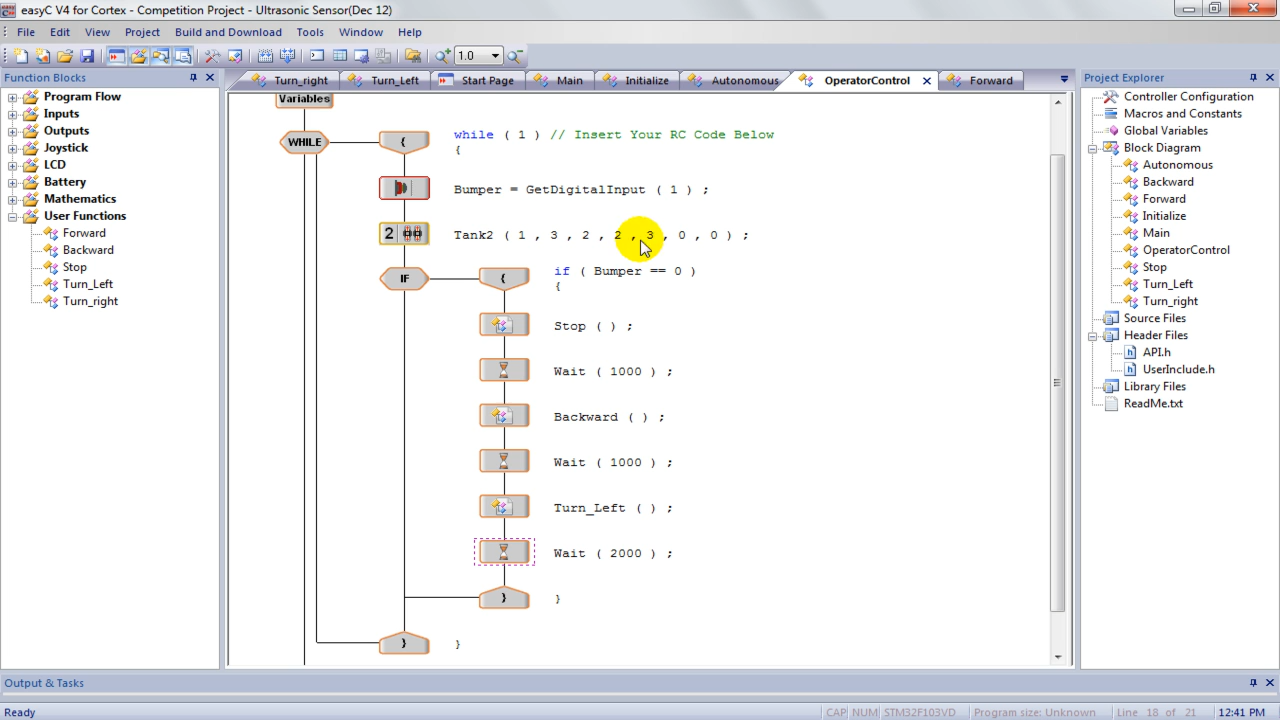 easyC V4 for Cortex - Competition Project - Ultrasonic Sensor(Dec 12)
File Edit View Project Build and Download Tools Window Help
1.0
Function Blocks
Program Flow
Inputs
Outputs
Joystick
LCD
Battery
Mathematics
User Functions
Forward
Backward
Stop
Turn_Left
Turn_right
Turn_right Turn_Left Start Page Main Initialize Autonomous OperatorControl Forward
Variables
WHILE { while ( 1 ) // Insert Your RC Code Below
{
Bumper = GetDigitalInput ( 1 ) ;
2 Tank2 ( 1 , 3 , 2 , 2 , 3 , 0 , 0 ) ;
IF { if ( Bumper == 0 )
{
Stop ( ) ;
Wait ( 1000 ) ;
Backward ( ) ;
Wait ( 1000 ) ;
Turn_Left ( ) ;
Wait ( 2000 ) ;
} }
} }
Project Explorer
Controller Configuration
Macros and Constants
Global Variables
Block Diagram
Autonomous
Backward
Forward
Initialize
Main
OperatorControl
Stop
Turn_Left
Turn_right
Source Files
Header Files
API.h
UserInclude.h
Library Files
ReadMe.txt
Output & Tasks
Ready CAP NUM STM32F103VD Program size: Unknown Line 18 of 21 12:41 PM